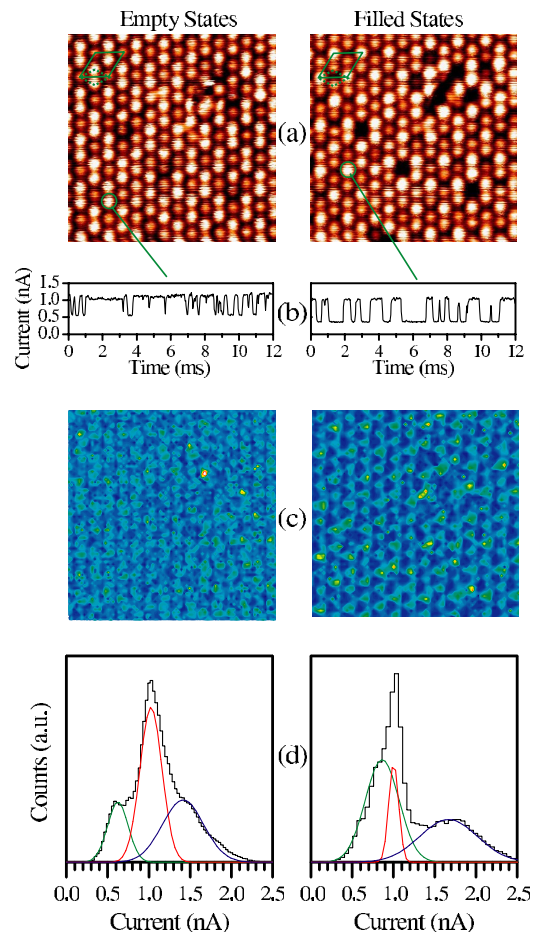 Empty States
Filled States
(a)
Current (nA)
1.5
1.0
0.5
0.0
0 2 4 6 8 10 12
Time (ms)
(b)
0 2 4 6 8 10 12
Time (ms)
(c)
Counts (a.u.)
(d)
0.0 0.5 1.0 1.5 2.0 2.5
Current (nA)
0.0 0.5 1.0 1.5 2.0 2.5
Current (nA)